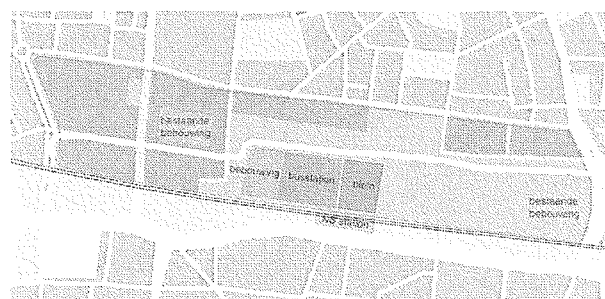 bestaande
bebouwing
bebouwing busstation plein
NS station
bestaande
bebouwing